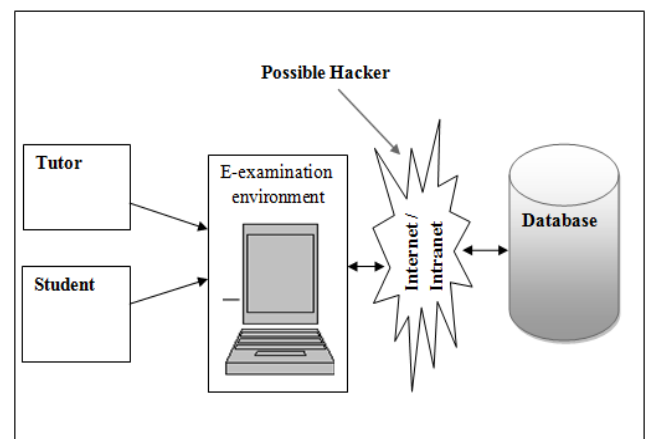 Possible Hacker
Tutor
E-examination
environment
Student
Internet /
Intranet
Database